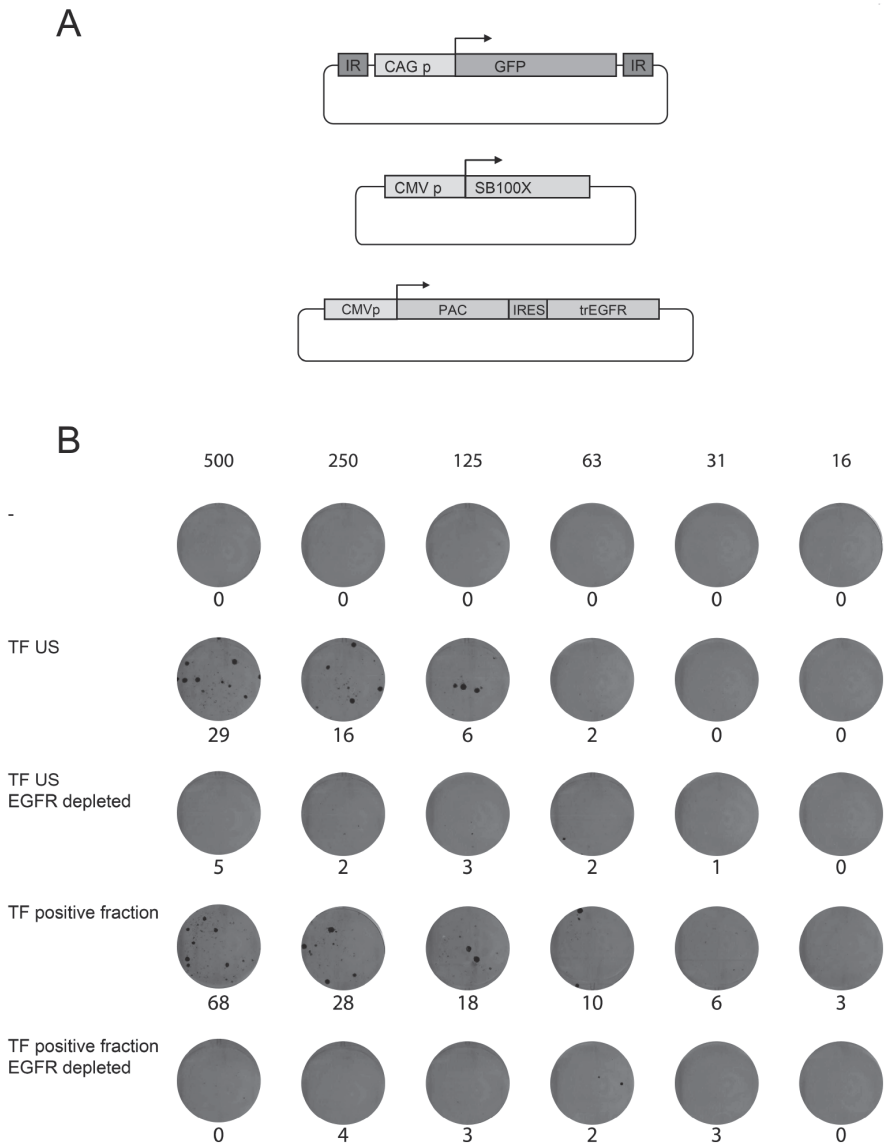 A
IR CAG p GFP IR
CMV p SB100X
CMVp PAC IRES trEGFR
B
500 250 125 63 31 16
-
0 0 0 0 0 0
TF US
29 16 6 2 0 0
TF US
EGFR depleted
5 2 3 2 1 0
TF positive fraction
68 28 18 10 6 3
TF positive fraction
EGFR depleted
0 4 3 2 3 0